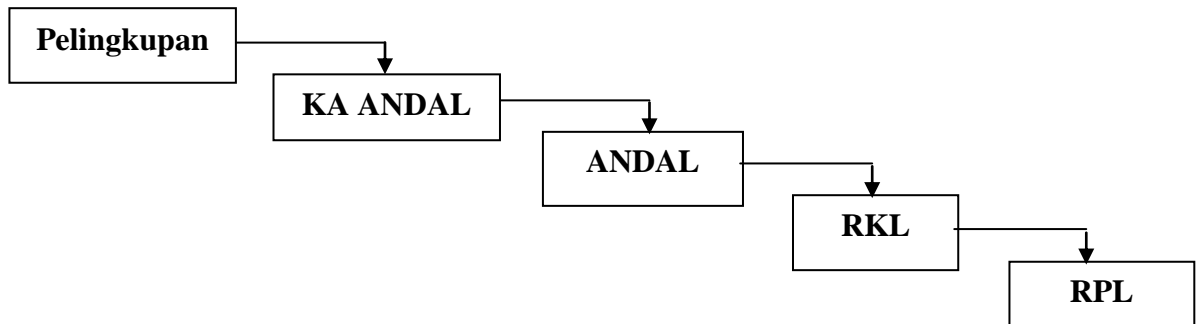 Pelingkupan
KA ANDAL
ANDAL
RKL
RPL